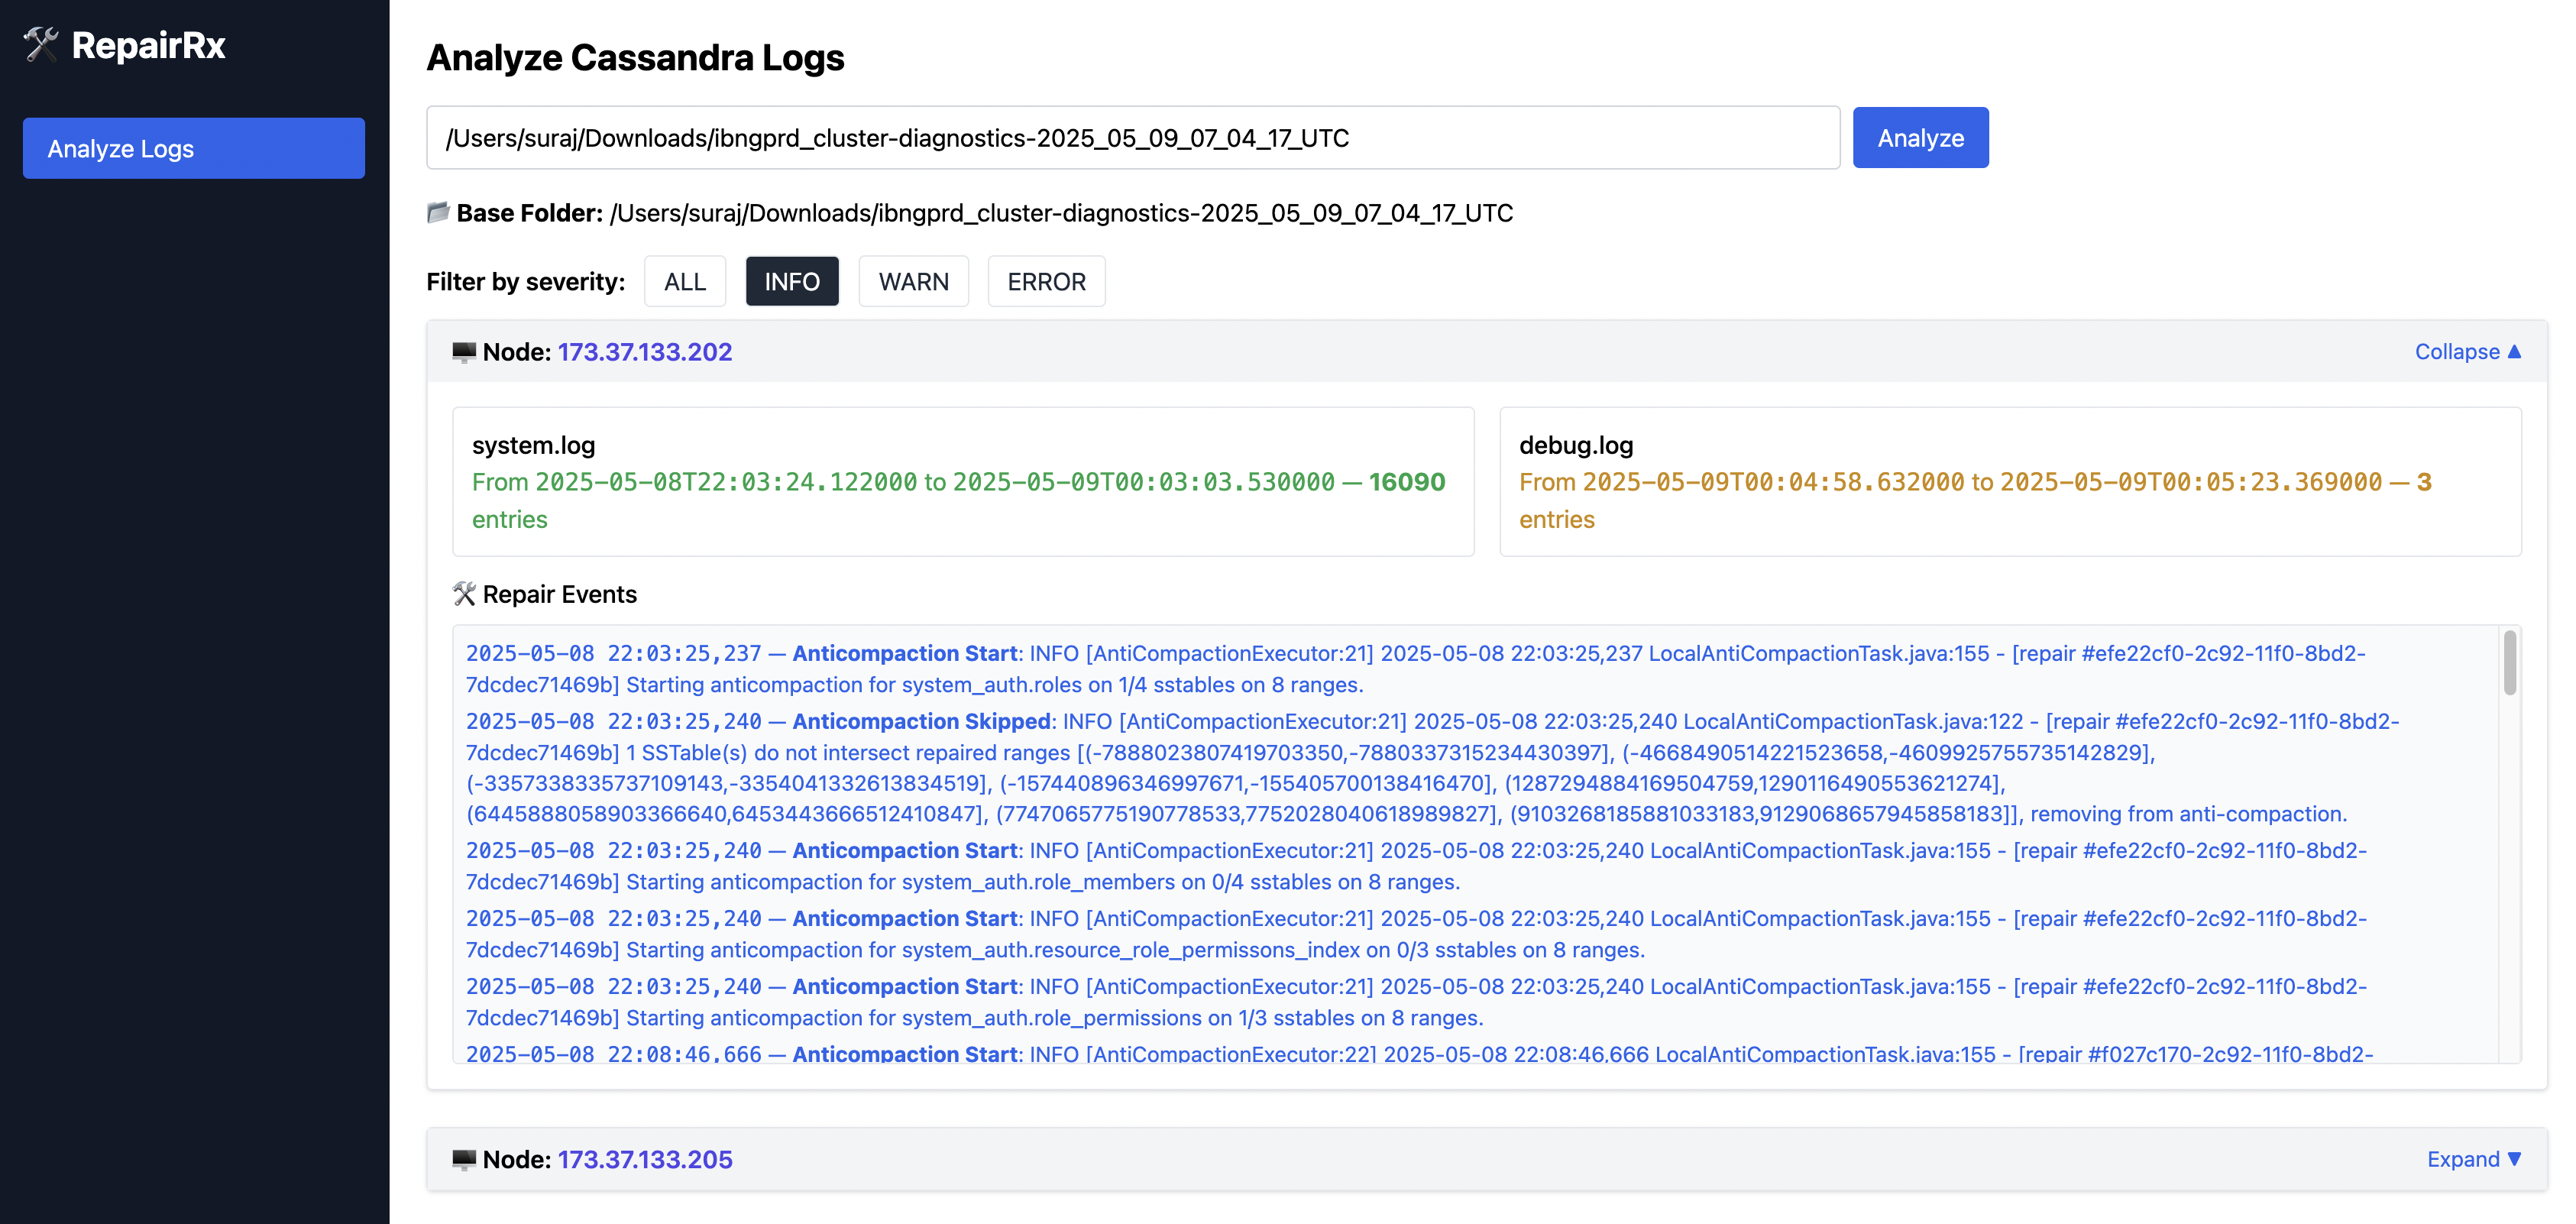 RepairRx
Analyze Logs
Analyze Cassandra Logs
/Users/suraj/Downloads/ibngprd_cluster-diagnostics-2025_05_09_07_04_17_UTC
Analyze
Base Folder: /Users/suraj/Downloads/ibngprd_cluster-diagnostics-2025_05_09_07_04_17_UTC
Filter by severity: ALL INFO WARN ERROR
Node: 173.37.133.202
Collapse ▲
system.log
From 2025-05-08T22:03:24.122000 to 2025-05-09T00:03:03.530000 — 16090
entries
debug.log
From 2025-05-09T00:04:58.632000 to 2025-05-09T00:05:23.369000 — 3
entries
Repair Events
2025-05-08 22:03:25,237 — Anticompaction Start: INFO [AntiCompactionExecutor:21] 2025-05-08 22:03:25,237 LocalAntiCompactionTask.java:155 - [repair #efe22cf0-2c92-11f0-8bd2-
7dcdec71469b] Starting anticompaction for system_auth.roles on 1/4 sstables on 8 ranges.
2025-05-08 22:03:25,240 — Anticompaction Skipped: INFO [AntiCompactionExecutor:21] 2025-05-08 22:03:25,240 LocalAntiCompactionTask.java:122 - [repair #efe22cf0-2c92-11f0-8bd2-
7dcdec71469b] 1 SSTable(s) do not intersect repaired ranges [(-7888023807419703350,-7880337315234430397], (-4668490514221523658,-4609925755735142829],
(-3357338335737109143,-3354041332613834519], (-157440896346997671,-155405700138416470], (1287294884169504759,1290116490553621274],
(6445888058903366640,6453443666512410847], (7747065775190778533,7752028040618989827], (9103268185881033183,9129068657945858183]], removing from anti-compaction.
2025-05-08 22:03:25,240 — Anticompaction Start: INFO [AntiCompactionExecutor:21] 2025-05-08 22:03:25,240 LocalAntiCompactionTask.java:155 - [repair #efe22cf0-2c92-11f0-8bd2-
7dcdec71469b] Starting anticompaction for system_auth.role_members on 0/4 sstables on 8 ranges.
2025-05-08 22:03:25,240 — Anticompaction Start: INFO [AntiCompactionExecutor:21] 2025-05-08 22:03:25,240 LocalAntiCompactionTask.java:155 - [repair #efe22cf0-2c92-11f0-8bd2-
7dcdec71469b] Starting anticompaction for system_auth.resource_role_permissons_index on 0/3 sstables on 8 ranges.
2025-05-08 22:03:25,240 — Anticompaction Start: INFO [AntiCompactionExecutor:21] 2025-05-08 22:03:25,240 LocalAntiCompactionTask.java:155 - [repair #efe22cf0-2c92-11f0-8bd2-
7dcdec71469b] Starting anticompaction for system_auth.role_permissions on 1/3 sstables on 8 ranges.
2025-05-08 22:08:46,666 — Anticompaction Start: INFO [AntiCompactionExecutor:22] 2025-05-08 22:08:46,666 LocalAntiCompactionTask.java:155 - [repair #f027c170-2c92-11f0-8bd2-
Node: 173.37.133.205
Expand ▼